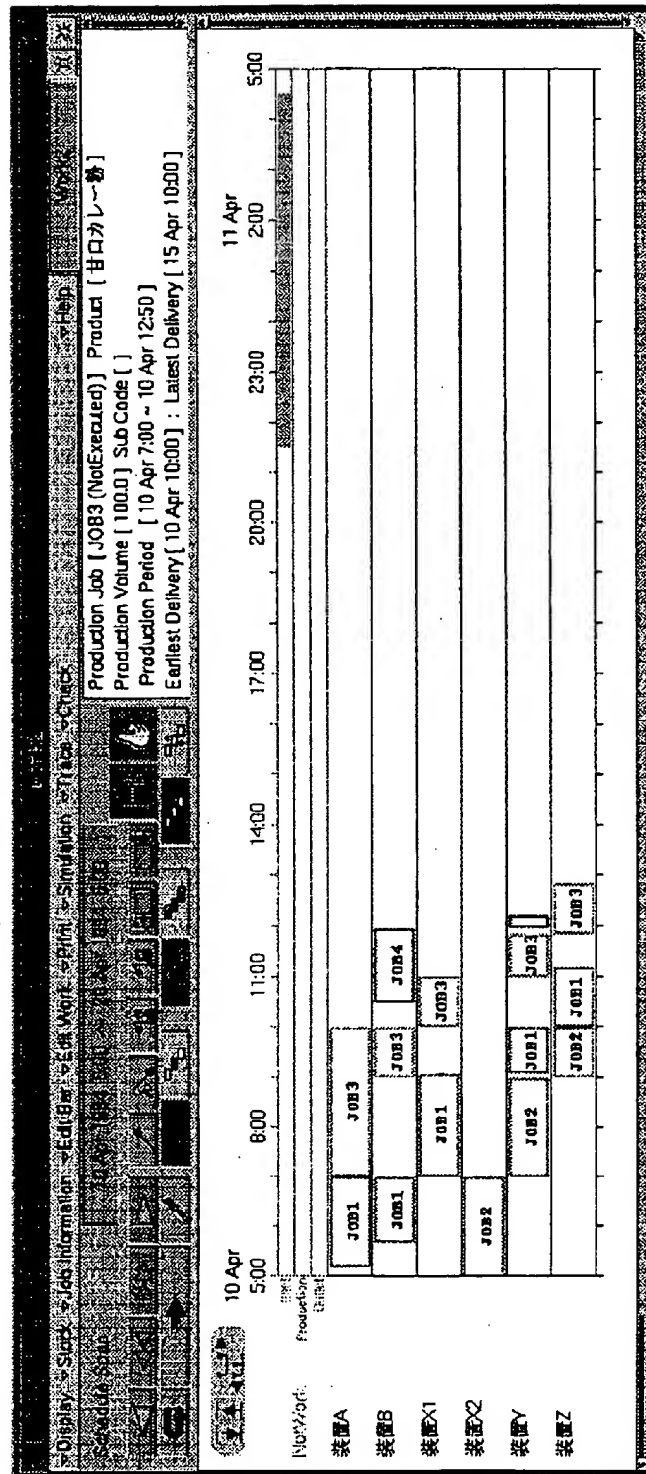 Display Stock Job Information Edit Bar Edit Work Print Simulation Trace Check Help
Schedule Span
Production Job [ JOB3 (NotExecuted) ] Product [ 甘口カレー粉 ]
Production Volume [ 100.0 ] Sub Code [ ]
Production Period [ 10 Apr 7:00 ~ 10 Apr 12:50 ]
Earliest Delivery [ 10 Apr 10:00 ] : Latest Delivery [ 15 Apr 10:00 ]
10 Apr 11 Apr
5:00 8:00 11:00 14:00 17:00 20:00 23:00 2:00 5:00
Production
NotWork
装置A JOB1 JOB3
装置B JOB1 JOB3 JOB4
装置X1 JOB1 JOB3
装置X2 JOB2
装置Y JOB2 JOB1 JOB3
装置Z JOB2 JOB1 JOB3